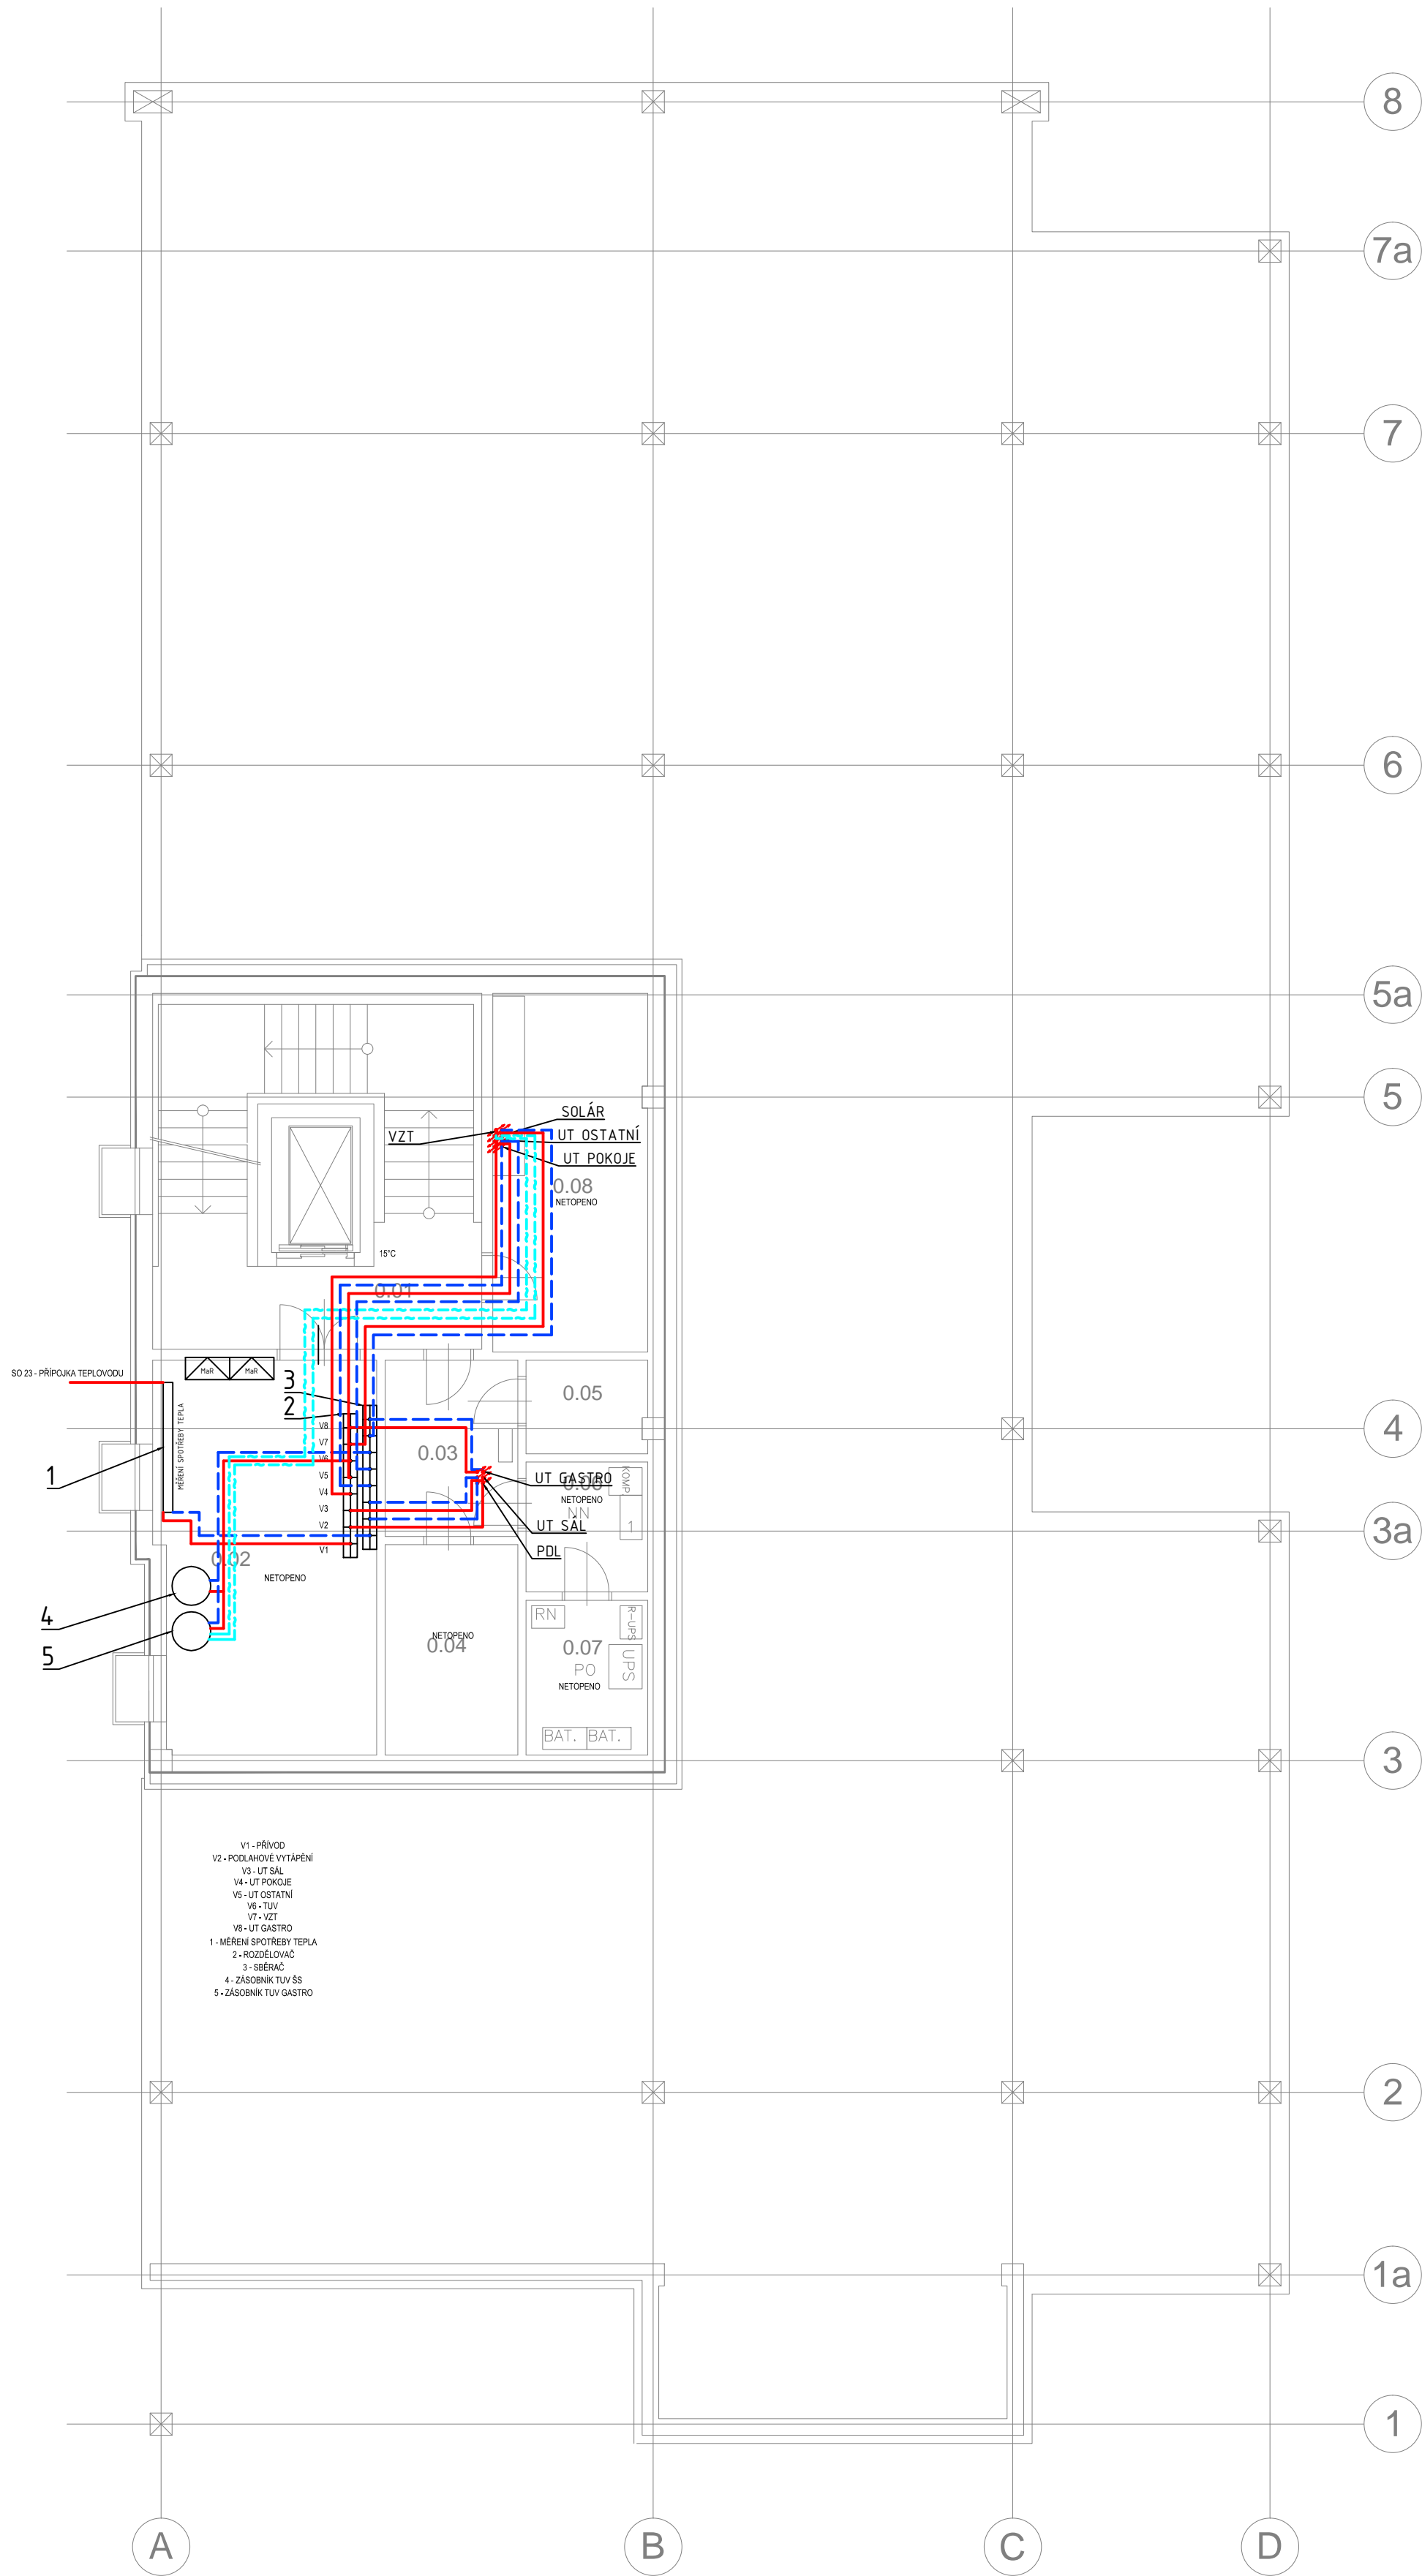 8
7a
7
6
5a
5
SOLÁR
VZT
UT OSTATNÍ
UT POKOJE
0.08
NETOPENO
15°C
0.01
SO 23 - PŘÍPOJKA TEPLOVODU
MaR
MaR
3
2
0.05
MĚŘENÍ SPOTŘEBY TEPLA
V8
V7
V6
V5
V4
V3
V2
V1
4
0.03
1
UT GASTRO
0.06
KOMP
NETOPENO
NN
1
UT SÁL
PDL
3a
0.02
NETOPENO
4
5
RN
R-UPS
NETOPENO
0.04
0.07
UPS
PO
NETOPENO
BAT.
BAT.
3
V1 - PŘÍVOD
V2 - PODLAHOVÉ VYTÁPĚNÍ
V3 - UT SÁL
V4 - UT POKOJE
V5 - UT OSTATNÍ
V6 - TUV
V7 - VZT
V8 - UT GASTRO
1 - MĚŘENÍ SPOTŘEBY TEPLA
2 - ROZDĚLOVAČ
3 - SBĚRAČ
4 - ZÁSOBNÍK TUV ŠS
5 - ZÁSOBNÍK TUV GASTRO
2
1a
1
A
B
C
D